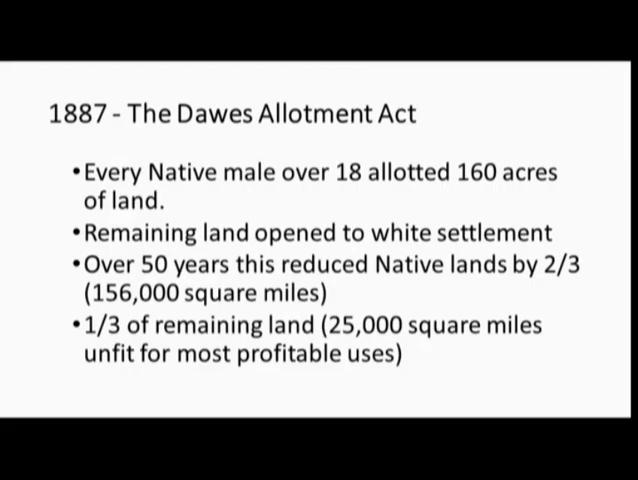 1887 - The Dawes Allotment Act
•Every Native male over 18 allotted 160 acres
of land.
•Remaining land opened to white settlement
•Over 50 years this reduced Native lands by 2/3
(156,000 square miles)
•1/3 of remaining land (25,000 square miles
unfit for most profitable uses)